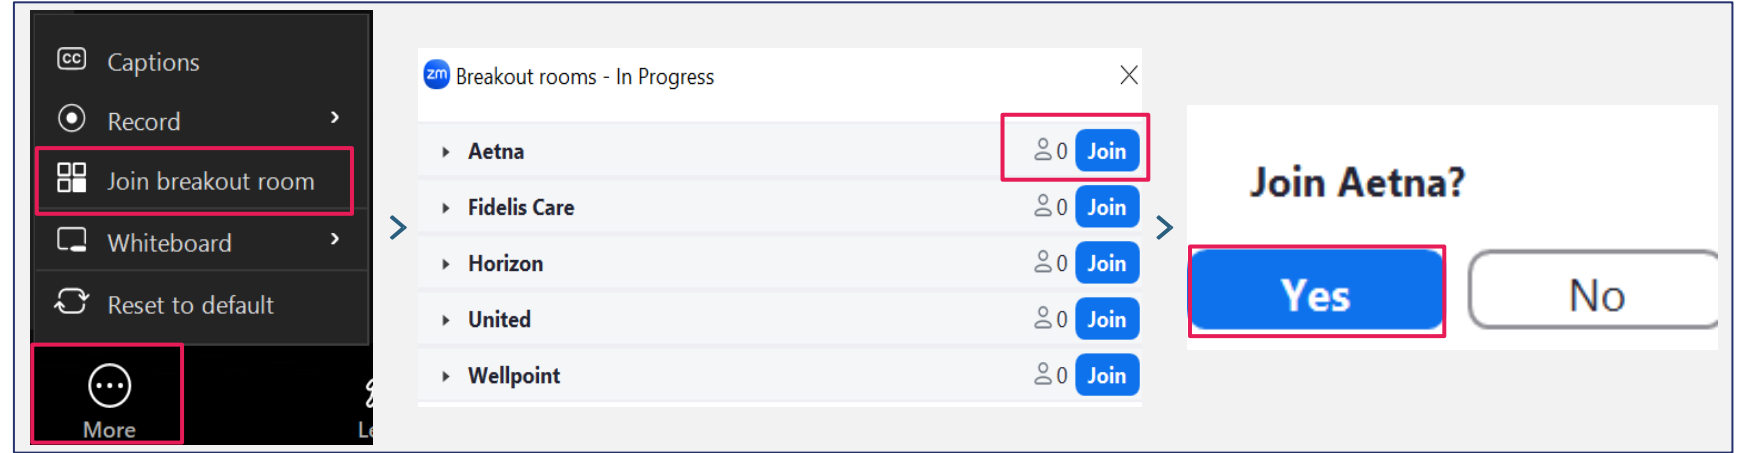 CC Captions
Record
Join breakout room
Whiteboard
Reset to default
More
zm Breakout rooms - In Progress
Aetna 0 Join
Fidelis Care 0 Join
Horizon 0 Join
United 0 Join
Wellpoint 0 Join
Join Aetna?
Yes No